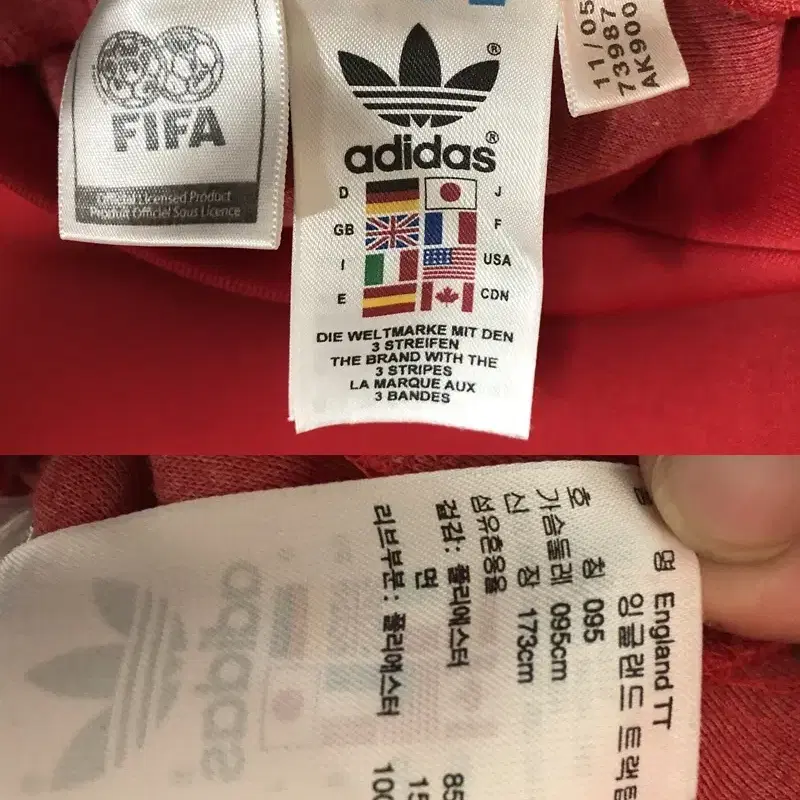 FIFA
Official Licensed Product
Produit Officiel Sous Licence
adidas
D J
GB F
I USA
E CDN
DIE WELTMARKE MIT DEN
3 STREIFEN
THE BRAND WITH THE
3 STRIPES
LA MARQUE AUX
3 BANDES
11/05
73987
AK900
명 England TT
잉글랜드 트랙탑
호 칭 095
가슴둘레 095cm
신 장 173cm
섬유혼용율
겉감: 폴리에스터 85
면 15
리브부분: 폴리에스터 100
adidas